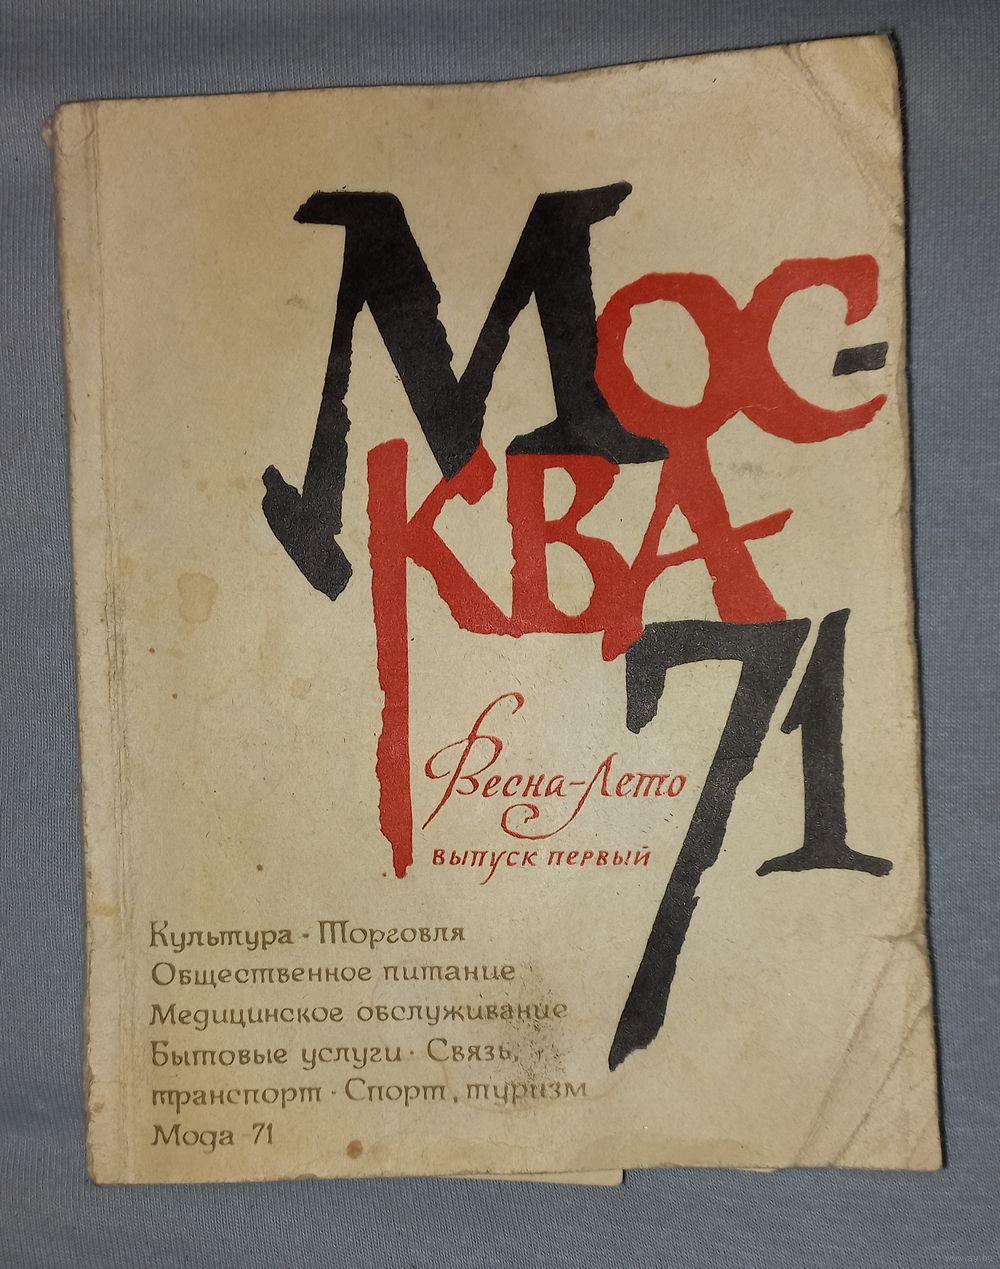 Мос-
ква
71
Весна-Лето
выпуск первый
Культура · Торговля
Общественное питание
Медицинское обслуживание
Бытовые услуги · Связь,
транспорт · Спорт, туризм
Мода-71